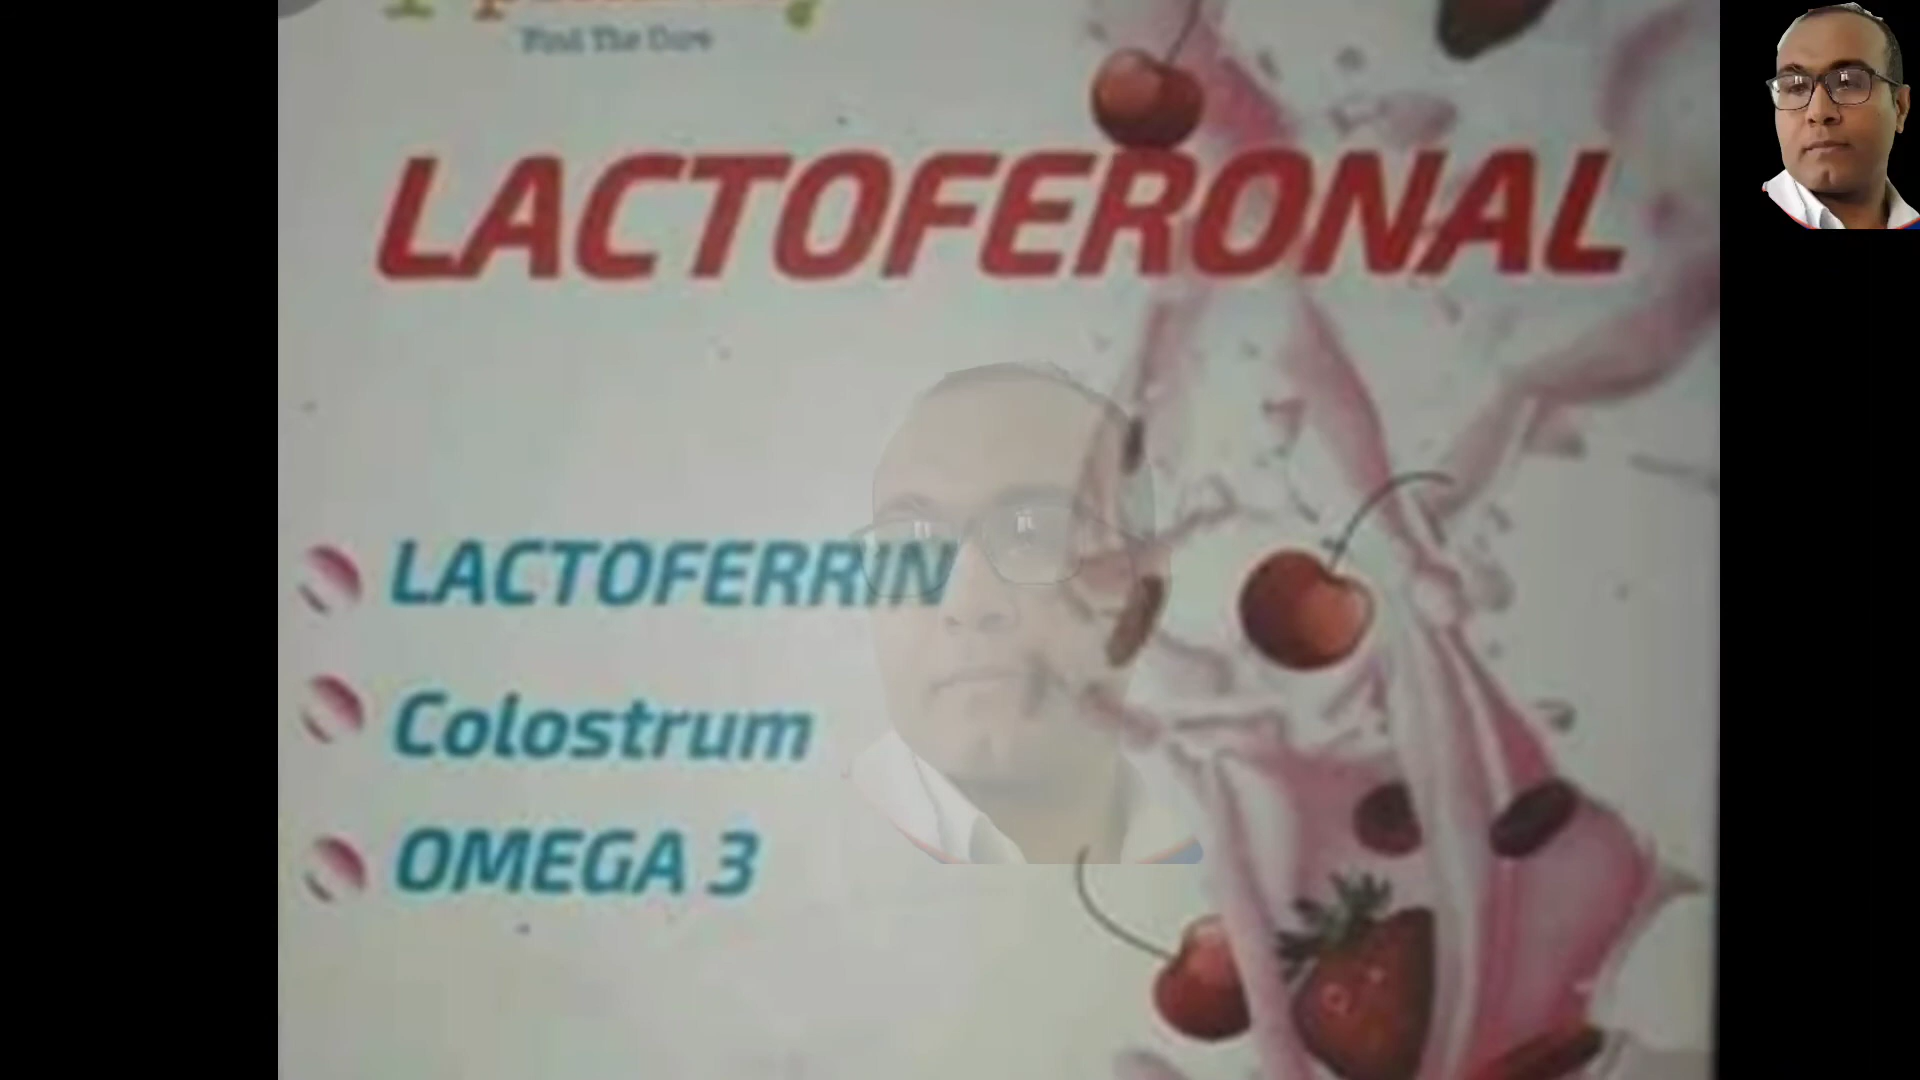 Find The Cure
LACTOFERONAL
LACTOFERRIN
Colostrum
OMEGA 3